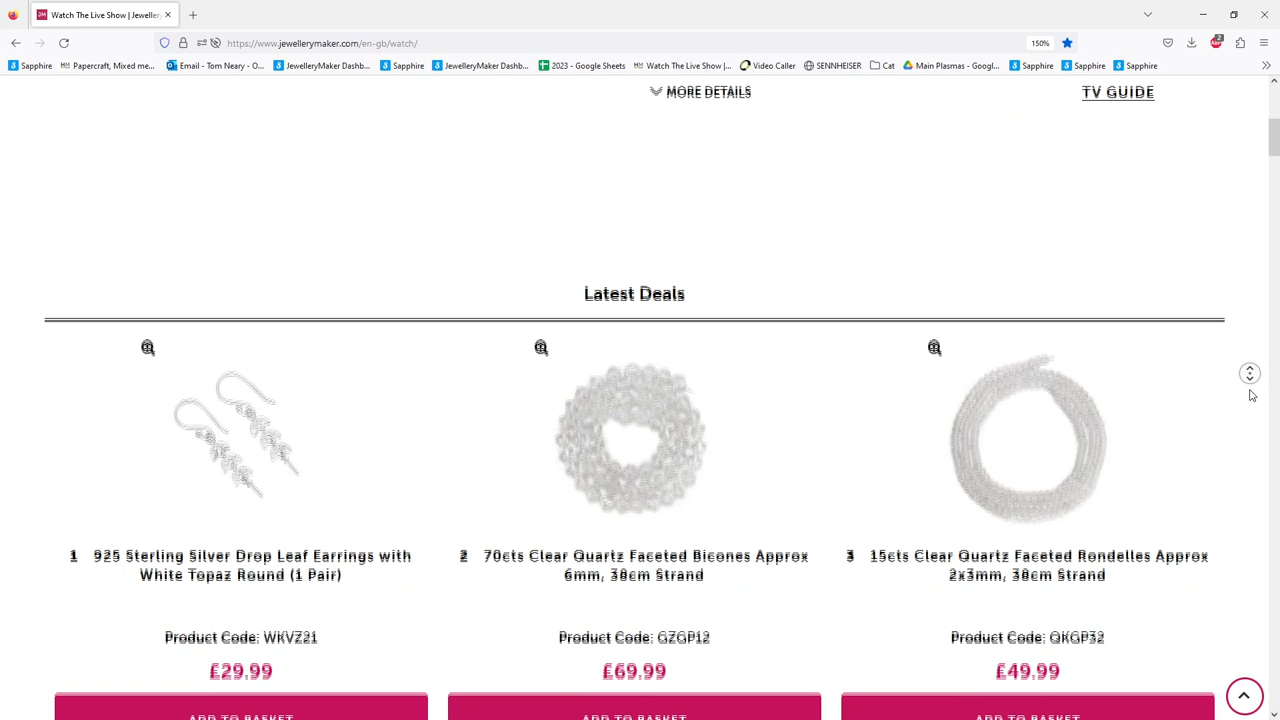 Watch The Live Show | Jeweller
https://www.jewellerymaker.com/en-gb/watch/
150%
2
Sapphire
Papercraft, Mixed me...
Email - Tom Neary - O...
JewelleryMaker Dashb...
Sapphire
JewelleryMaker Dashb...
2023 - Google Sheets
Watch The Live Show |...
Video Caller
SENNHEISER
Cat
Main Plasmas - Googl...
Sapphire
Sapphire
Sapphire
MORE DETAILS
TV GUIDE
Latest Deals
1 925 Sterling Silver Drop Leaf Earrings with
White Topaz Round (1 Pair)
Product Code: WKVZ21
£29.99
ADD TO BASKET
2 70cts Clear Quartz Faceted Bicones Approx
6mm, 38cm Strand
Product Code: GZGP12
£69.99
ADD TO BASKET
3 15cts Clear Quartz Faceted Rondelles Approx
2x3mm, 38cm Strand
Product Code: QKGP32
£49.99
ADD TO BASKET